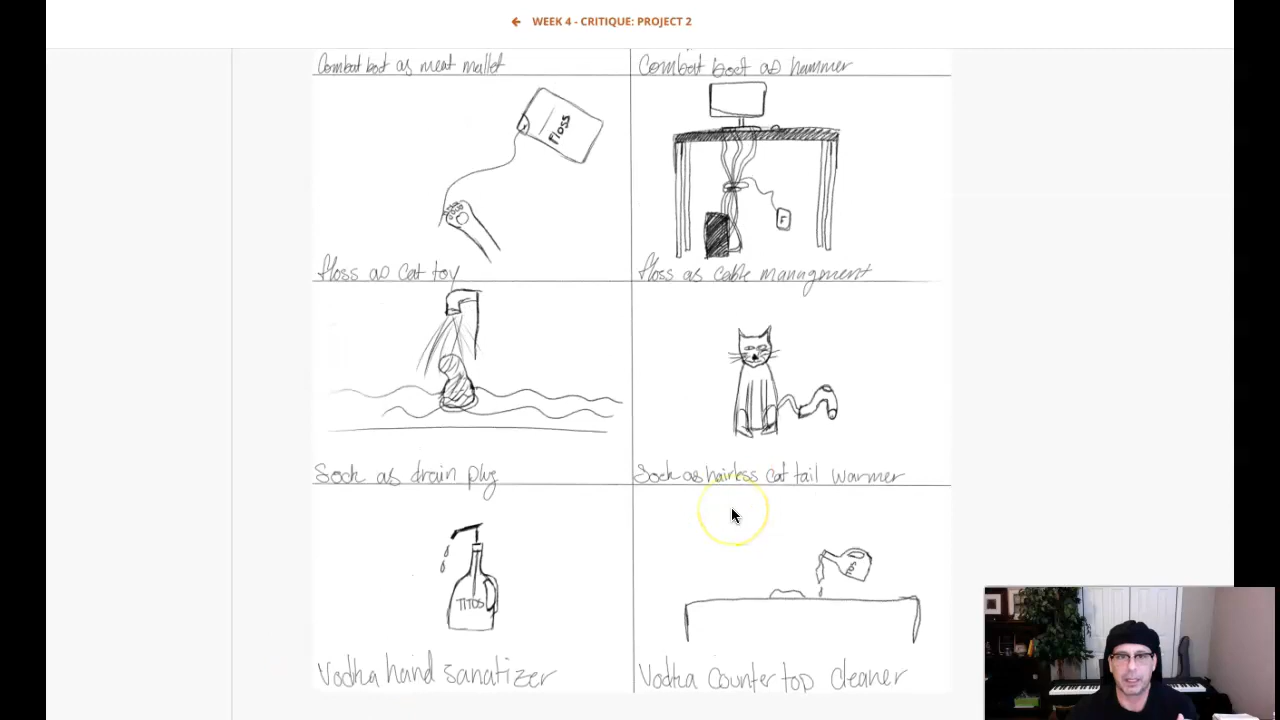 WEEK 4 - CRITIQUE: PROJECT 2
Combat boot as meat mallet
Combat boot as hammer
Floss
F
floss as cat toy
floss as cable management
Sock as drain plug
Sock as hairless cat tail warmer
TITOS
Vodka hand sanatizer
Vodka Counter top cleaner